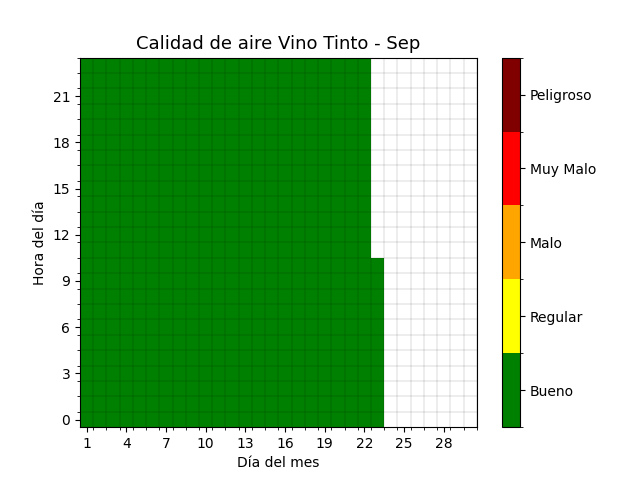 Calidad de aire Vino Tinto - Sep
Hora del día
21
18
15
12
9
6
3
0
1 4 7 10 13 16 19 22 25 28
Día del mes
Peligroso
Muy Malo
Malo
Regular
Bueno